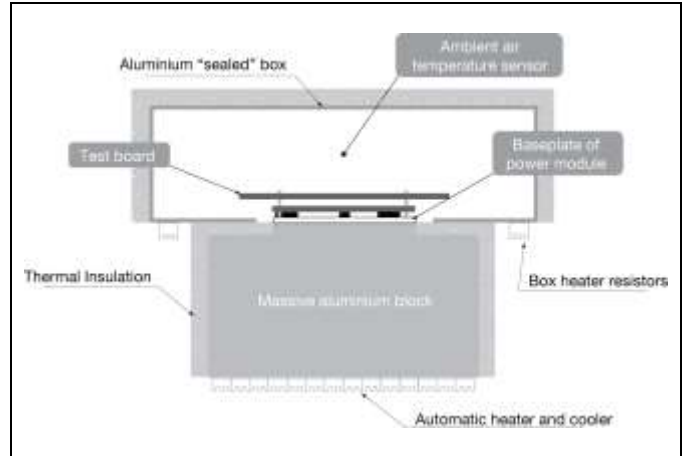 Ambient air
temperature sensor
Aluminium “sealed” box
Test board
Baseplate of
power module
Thermal Insulation
Box heater resistors
Massive aluminium block
Automatic heater and cooler